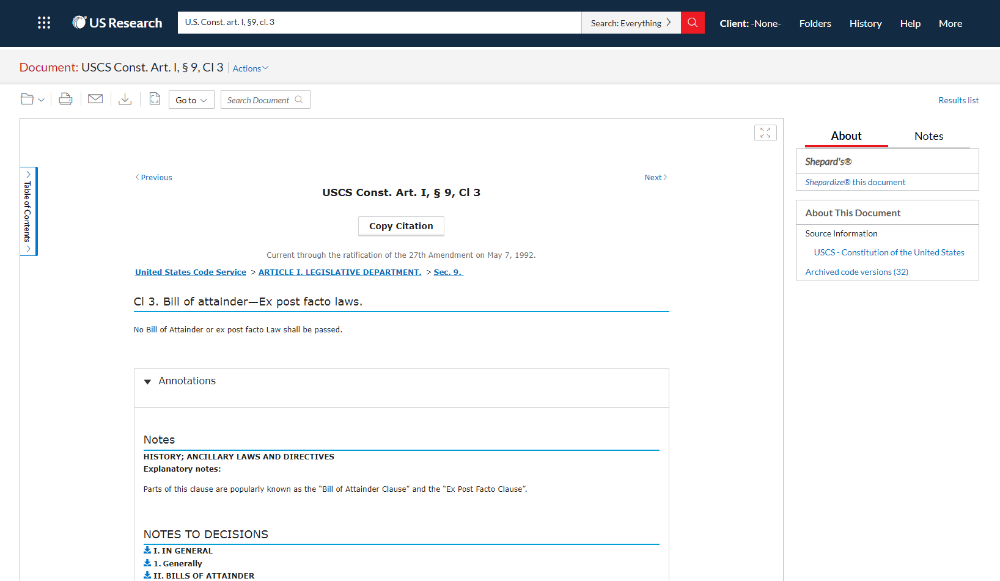 US Research
U.S. Const. art. I, §9, cl. 3
Search: Everything
Client: -None-
Folders
History
Help
More
Document: USCS Const. Art. I, § 9, Cl 3
Actions
Go to
Search Document
Results list
Table of Contents
Previous
Next
USCS Const. Art. I, § 9, Cl 3
Copy Citation
Current through the ratification of the 27th Amendment on May 7, 1992.
United States Code Service > ARTICLE I. LEGISLATIVE DEPARTMENT. > Sec. 9.
Cl 3. Bill of attainder—Ex post facto laws.
No Bill of Attainder or ex post facto Law shall be passed.
Annotations
Notes
HISTORY; ANCILLARY LAWS AND DIRECTIVES
Explanatory notes:
Parts of this clause are popularly known as the “Bill of Attainder Clause” and the “Ex Post Facto Clause”.
NOTES TO DECISIONS
I. IN GENERAL
1. Generally
II. BILLS OF ATTAINDER
About
Notes
Shepard's®
Shepardize® this document
About This Document
Source Information
USCS - Constitution of the United States
Archived code versions (32)